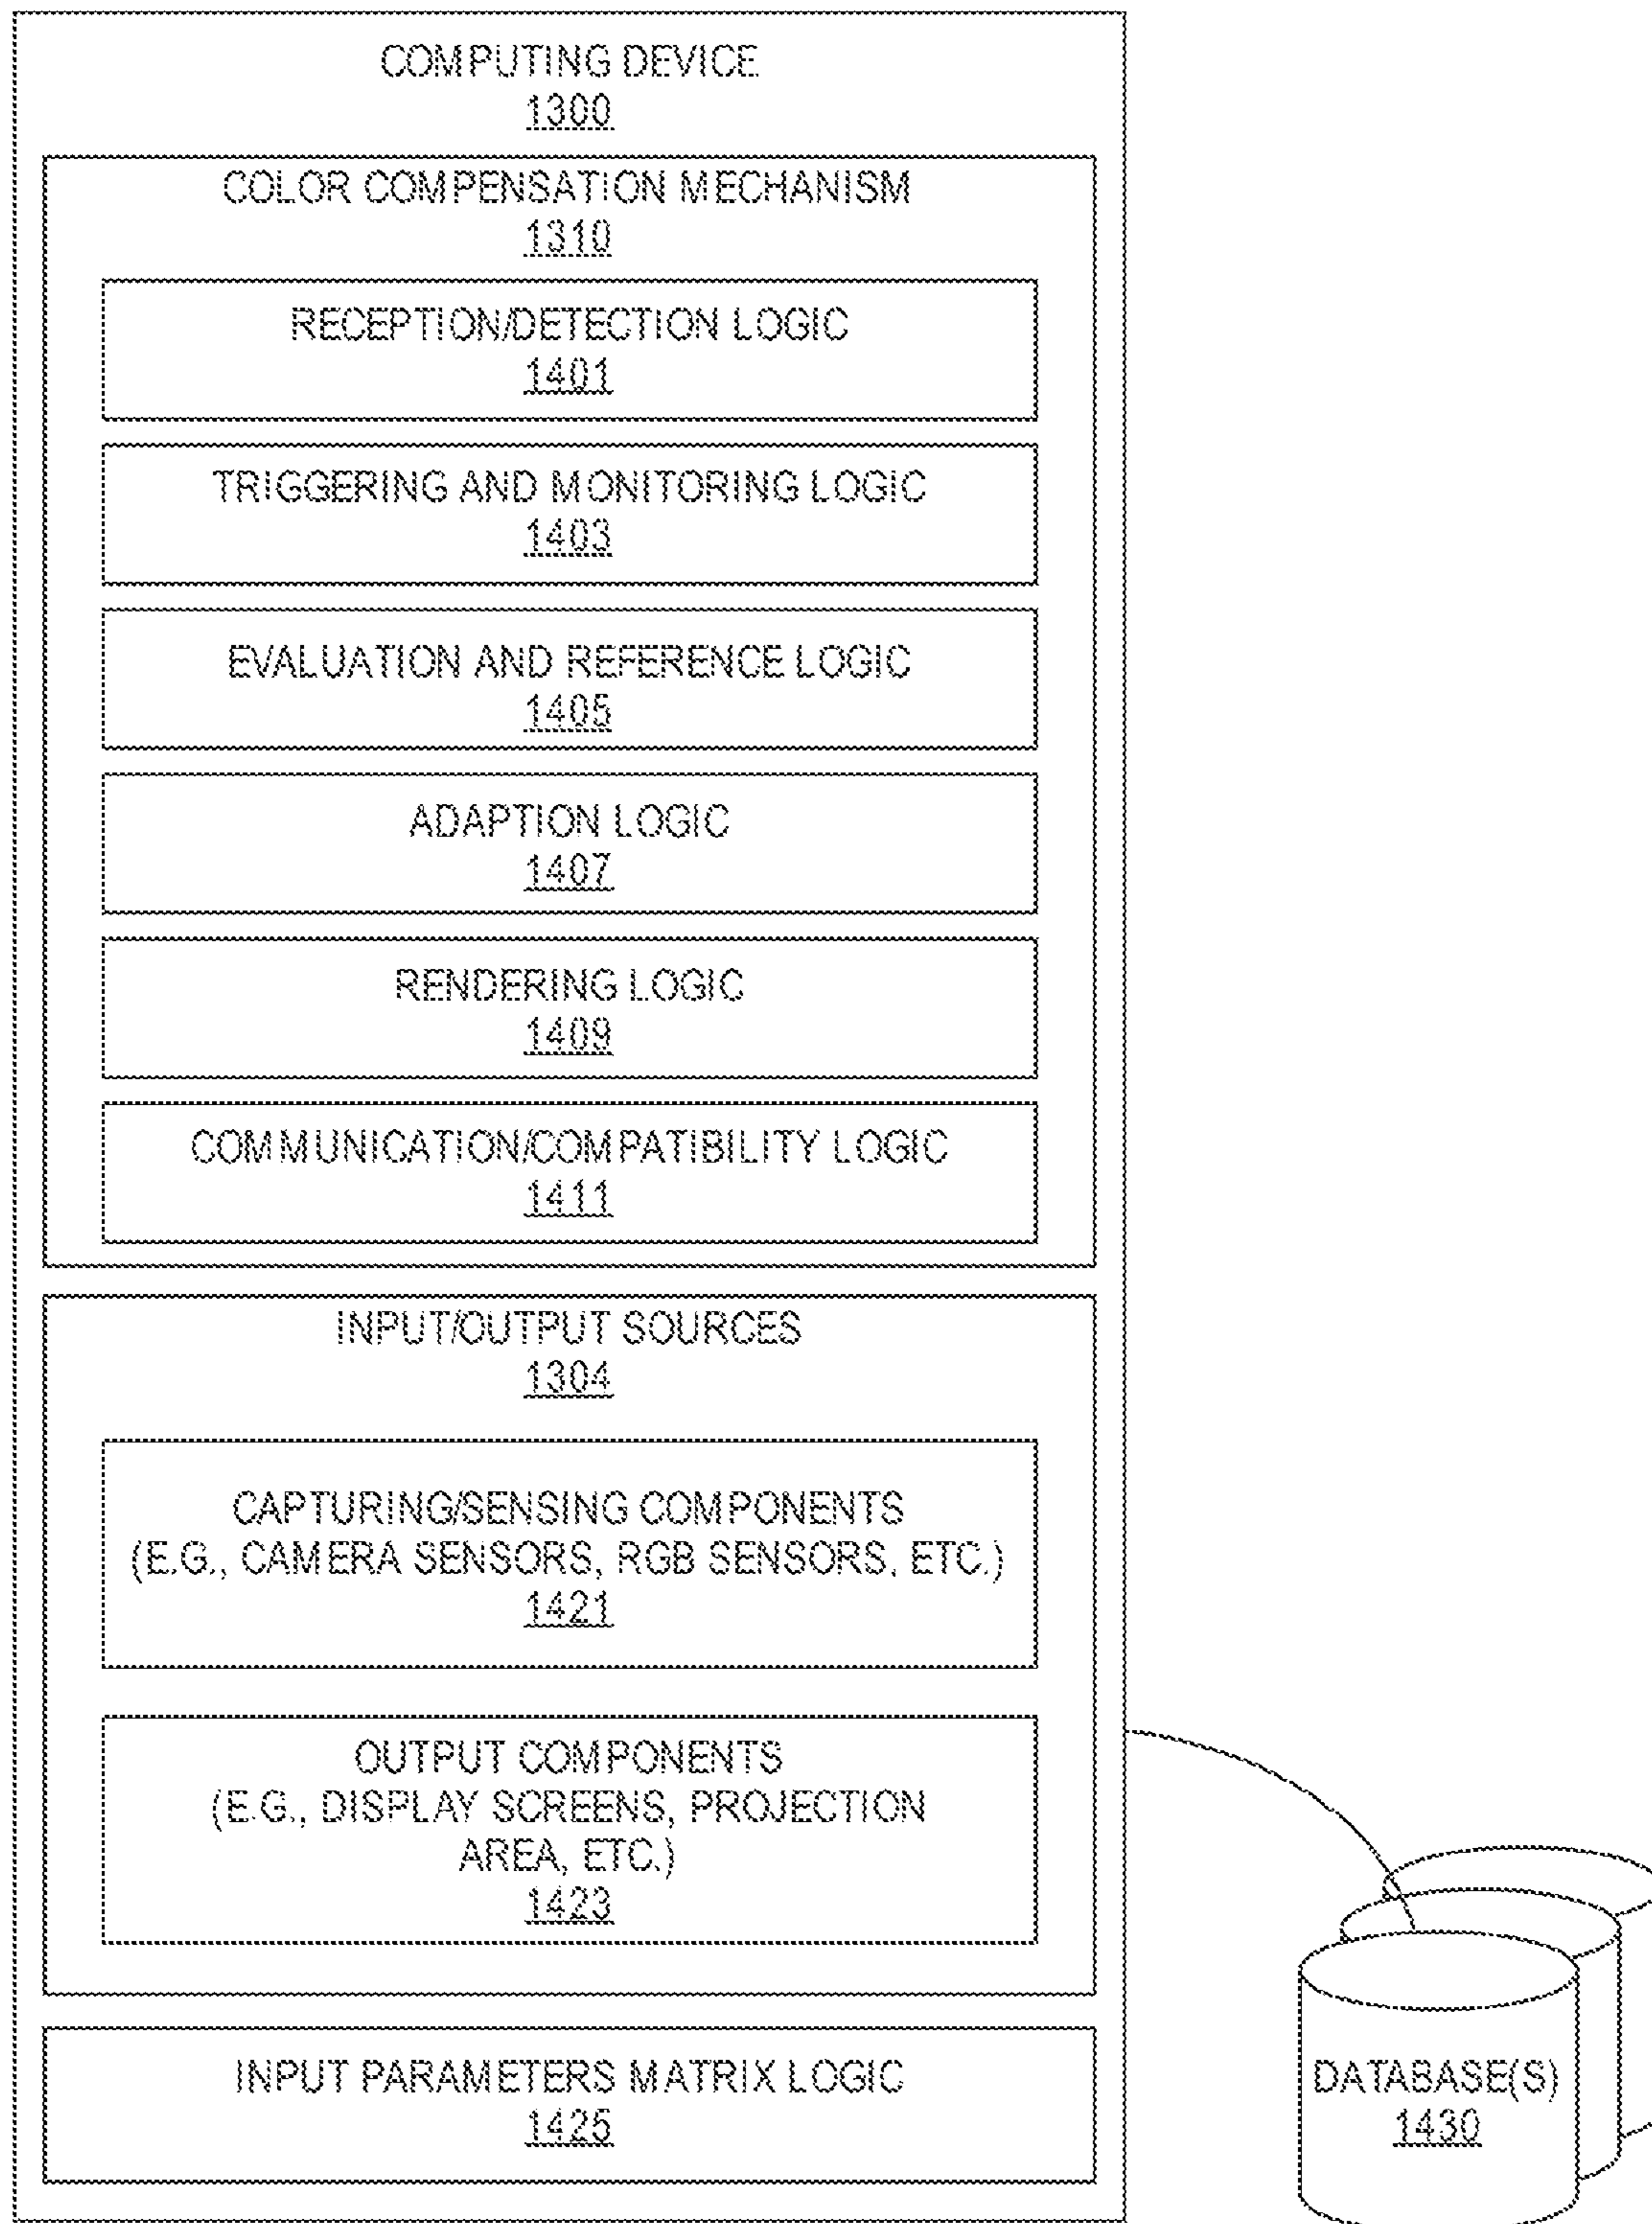 COMPUTING DEVICE
1300
COLOR COMPENSATION MECHANISM
1310
RECEPTION/DETECTION LOGIC
1401
TRIGGERING AND MONITORING LOGIC
1403
EVALUATION AND REFERENCE LOGIC
1405
ADAPTION LOGIC
1407
RENDERING LOGIC
1409
COMMUNICATION/COMPATIBILITY LOGIC
1411
INPUT/OUTPUT SOURCES
1304
CAPTURING/SENSING COMPONENTS
(E.G., CAMERA SENSORS, RGB SENSORS, ETC.)
1421
OUTPUT COMPONENTS
(E.G., DISPLAY SCREENS, PROJECTION
AREA, ETC.)
1423
INPUT PARAMETERS MATRIX LOGIC
1425
DATABASE(S)
1430